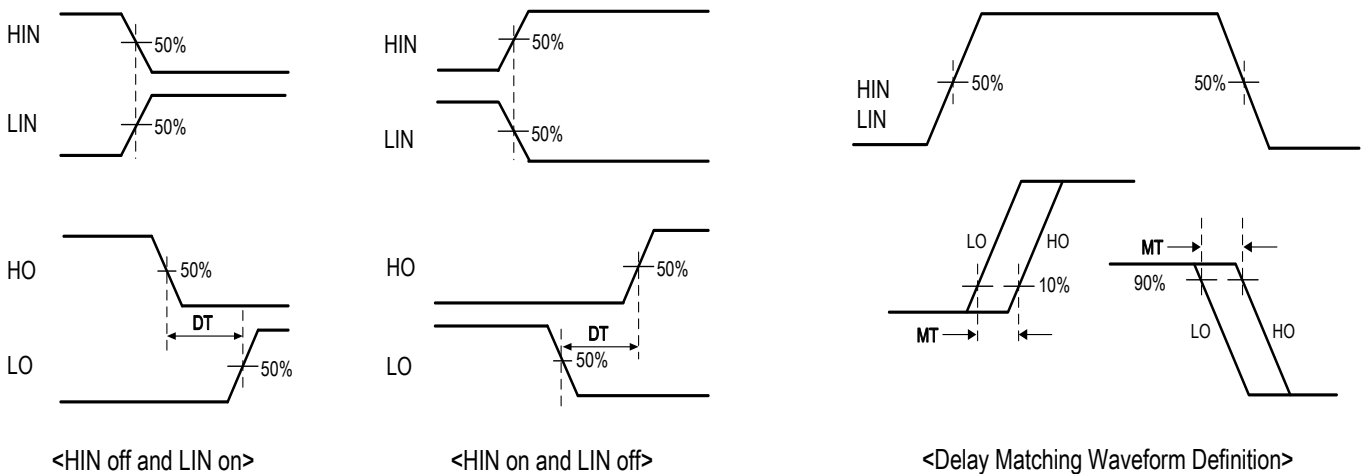 HIN
50%
LIN
50%
HO
50%
DT
LO
50%
<HIN off and LIN on>
HIN
50%
LIN
50%
HO
50%
DT
LO
50%
<HIN on and LIN off>
HIN
LIN
50%
50%
LO
HO
10%
MT
MT
90%
LO
HO
<Delay Matching Waveform Definition>